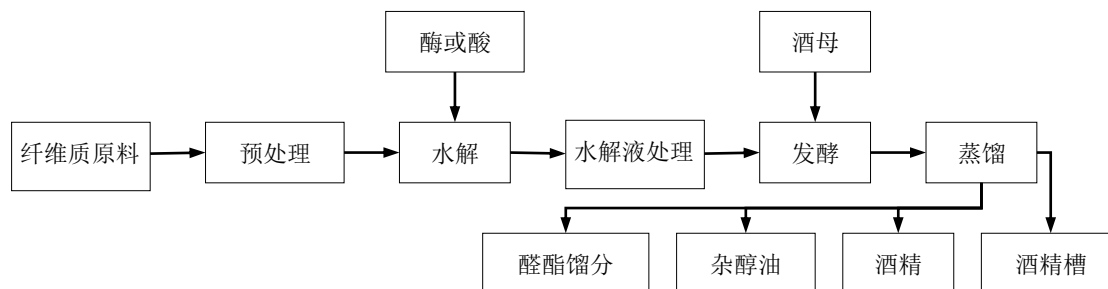 酶或酸
酒母
纤维质原料
预处理
水解
水解液处理
发酵
蒸馏
醛酯馏分
杂醇油
酒精
酒精槽